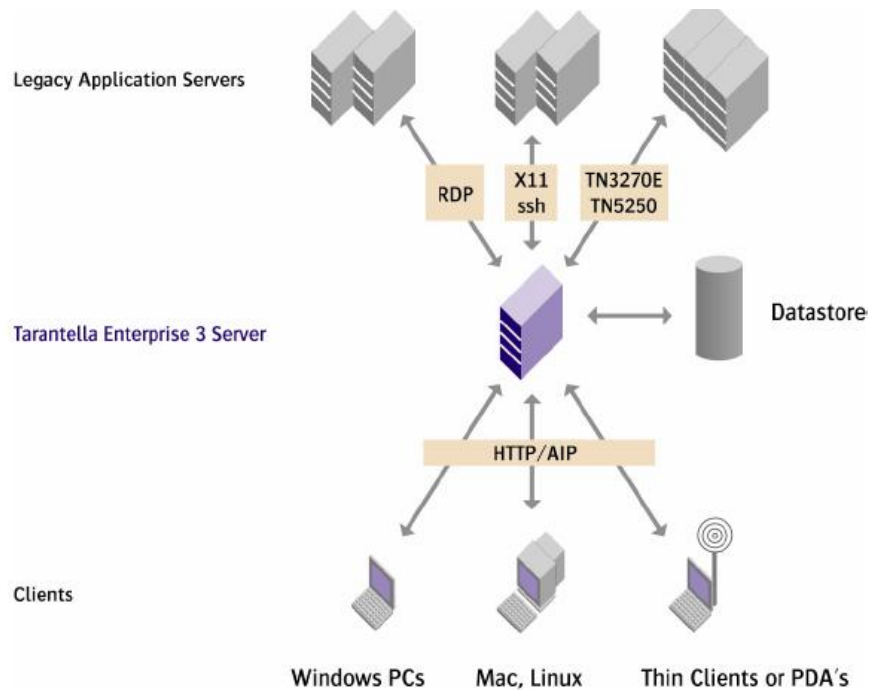 Legacy Application Servers
RDP
X11
ssh
TN3270E
TN5250
Tarantella Enterprise 3 Server
Datastore
HTTP/AIP
Clients
Windows PCs
Mac, Linux
Thin Clients or PDA's